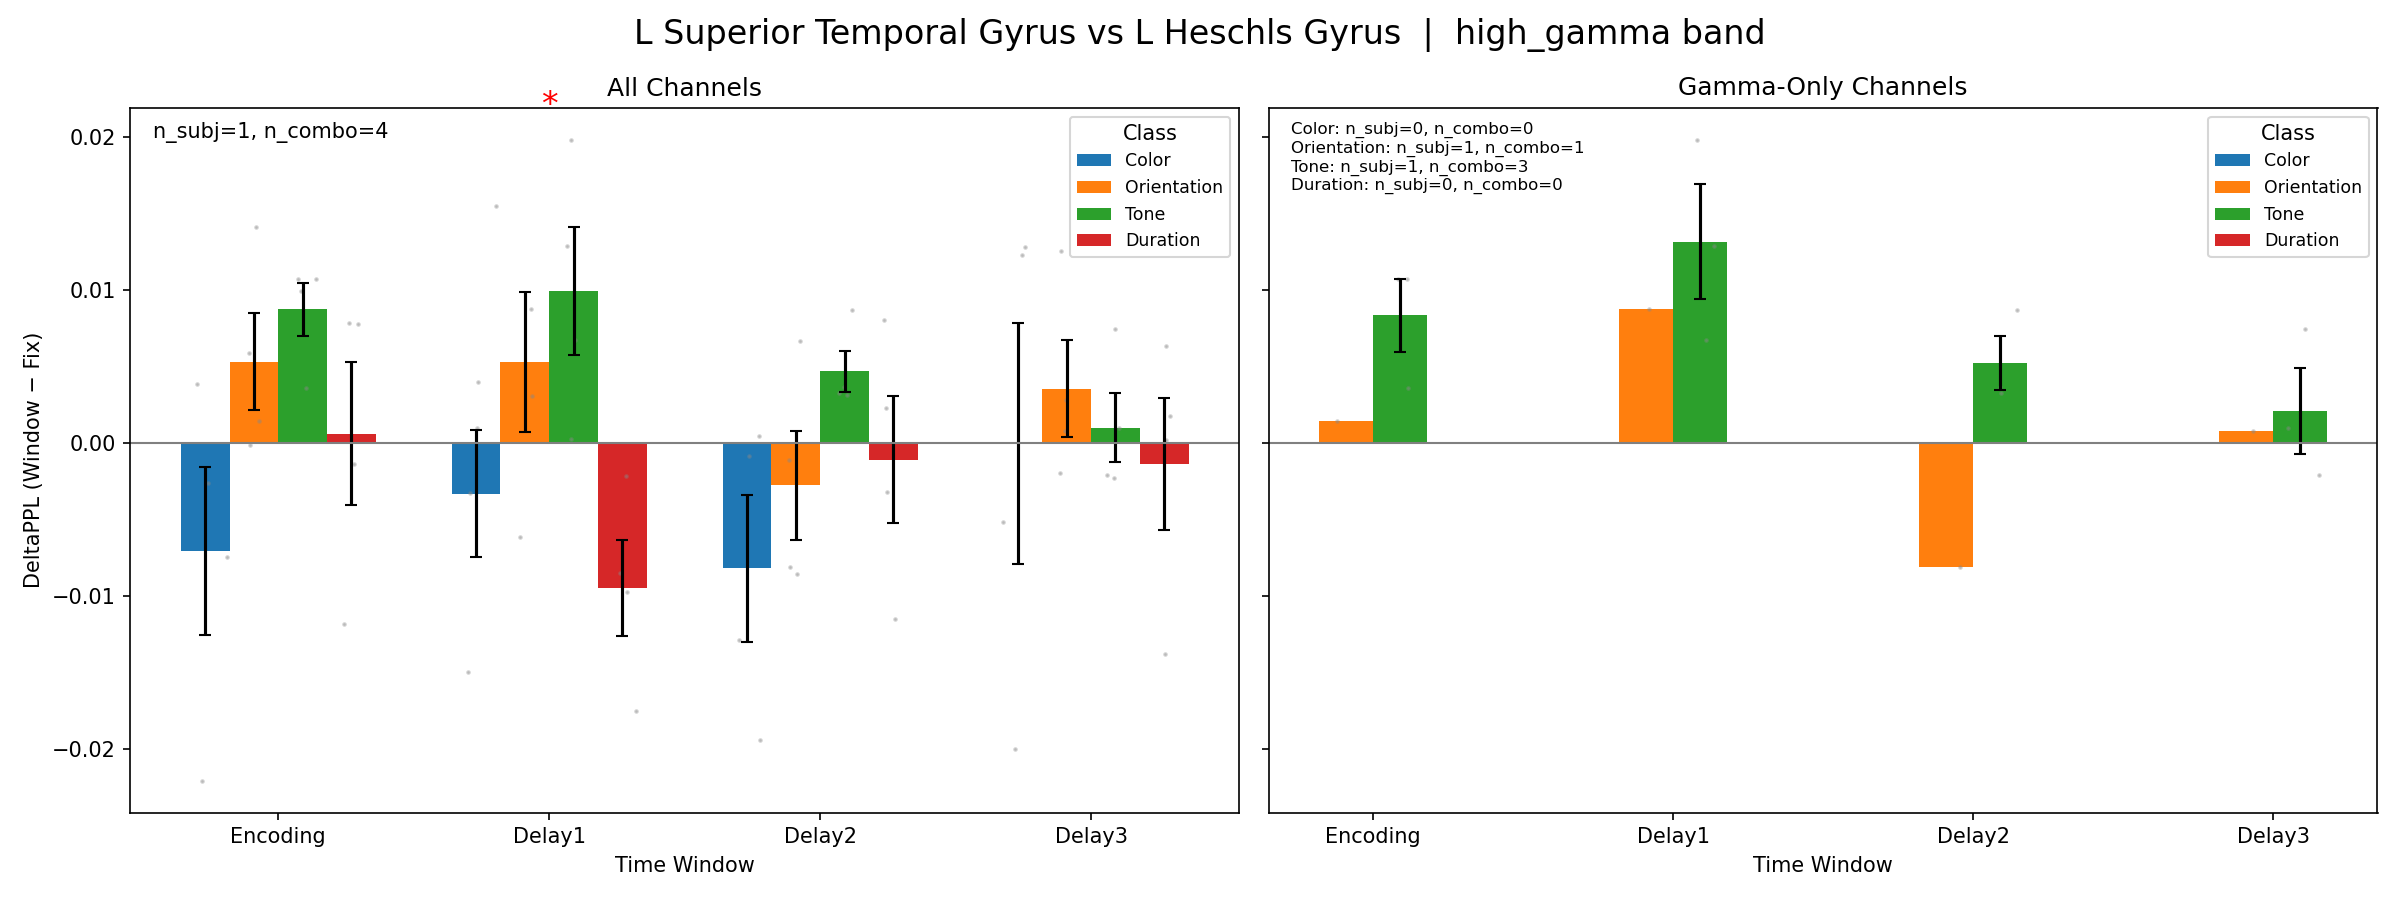 L Superior Temporal Gyrus vs L Heschls Gyrus | high_gamma band
All Channels
*
n_subj=1, n_combo=4
Class
Color
Orientation
Tone
Duration
0.02
0.01
0.00
−0.01
−0.02
DeltaPPL (Window − Fix)
Encoding
Delay1
Delay2
Delay3
Time Window
Gamma-Only Channels
Color: n_subj=0, n_combo=0
Orientation: n_subj=1, n_combo=1
Tone: n_subj=1, n_combo=3
Duration: n_subj=0, n_combo=0
Class
Color
Orientation
Tone
Duration
Encoding
Delay1
Delay2
Delay3
Time Window